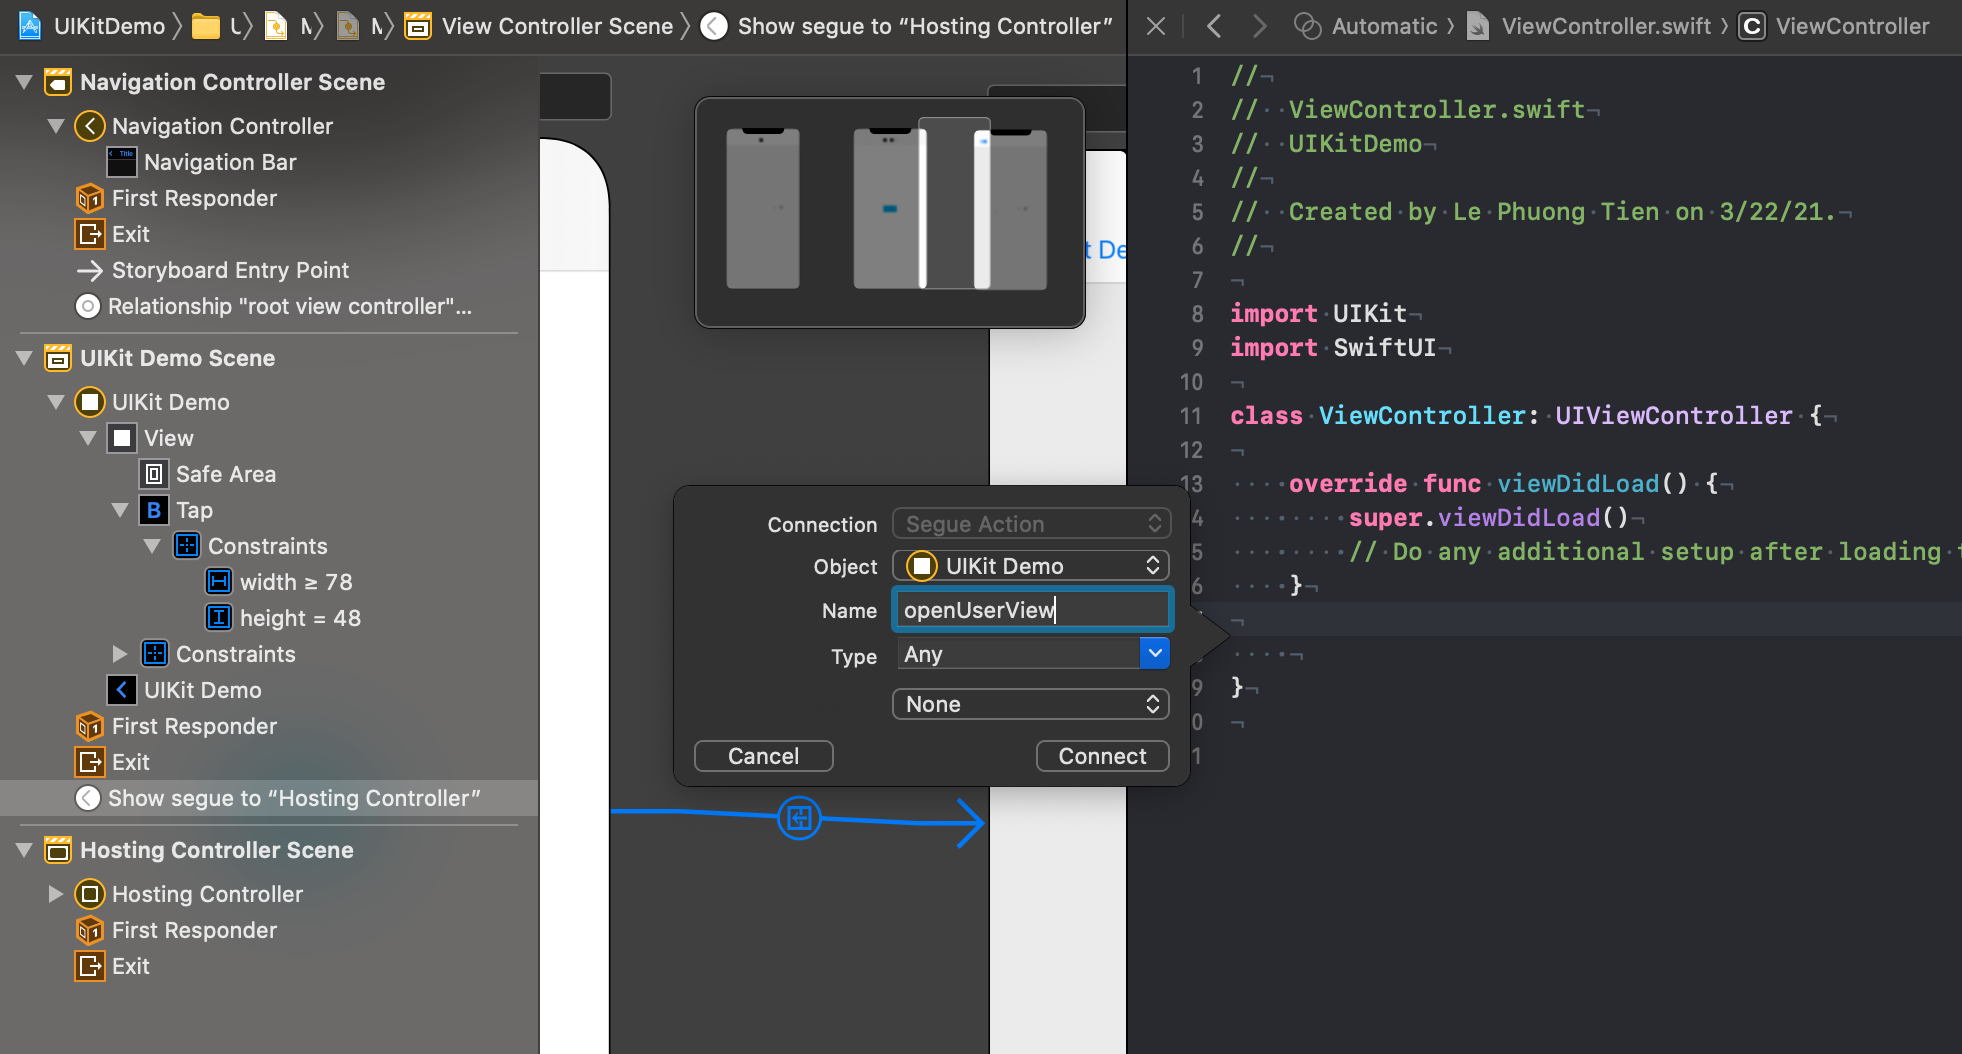 UIKitDemo 〉 U 〉 M 〉 M 〉 View Controller Scene 〉 Show segue to “Hosting Controller”
Navigation Controller Scene
Navigation Controller
Title
Navigation Bar
First Responder
Exit
Storyboard Entry Point
Relationship "root view controller"...
UIKit Demo Scene
UIKit Demo
View
Safe Area
B Tap
Constraints
width ≥ 78
height = 48
Constraints
UIKit Demo
First Responder
Exit
Show segue to “Hosting Controller”
Hosting Controller Scene
Hosting Controller
First Responder
Exit
t De
Connection Segue Action
Object UIKit Demo
Name openUserView
Type Any
None
Cancel Connect
Automatic 〉 ViewController.swift 〉 C ViewController
1 //¬
2 //··ViewController.swift¬
3 //··UIKitDemo¬
4 //¬
5 //··Created·by·Le·Phuong·Tien·on·3/22/21.¬
6 //¬
7 ¬
8 import·UIKit¬
9 import·SwiftUI¬
10 ¬
11 class·ViewController:·UIViewController·{¬
12 ¬
13 ····override·func·viewDidLoad()·{¬
4 ········super.viewDidLoad()¬
5 ········//·Do·any·additional·setup·after·loading·
6 ····}¬
¬
····¬
9 }¬
0 ¬
1